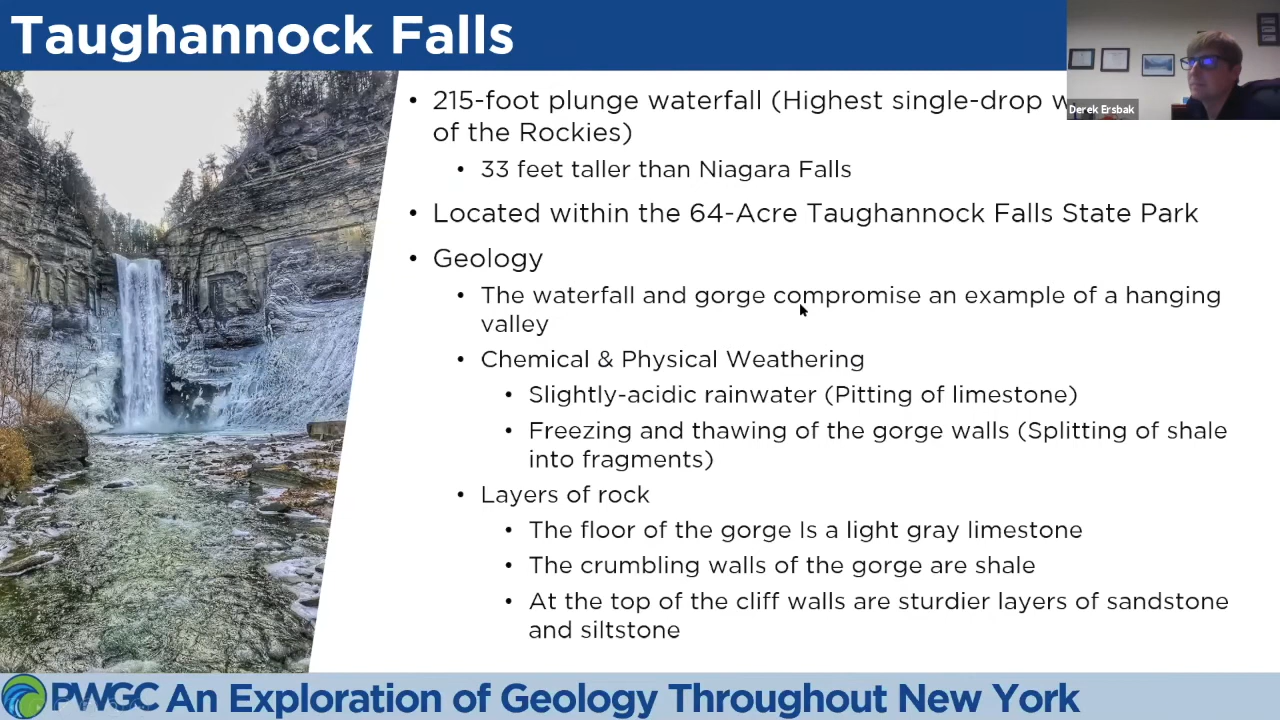 Taughannock Falls
Derek Ersbak
• 215-foot plunge waterfall (Highest single-drop
of the Rockies)
• 33 feet taller than Niagara Falls
• Located within the 64-Acre Taughannock Falls State Park
• Geology
• The waterfall and gorge compromise an example of a hanging
valley
• Chemical & Physical Weathering
• Slightly-acidic rainwater (Pitting of limestone)
• Freezing and thawing of the gorge walls (Splitting of shale
into fragments)
• Layers of rock
• The floor of the gorge Is a light gray limestone
• The crumbling walls of the gorge are shale
• At the top of the cliff walls are sturdier layers of sandstone
and siltstone
PWGC An Exploration of Geology Throughout New York